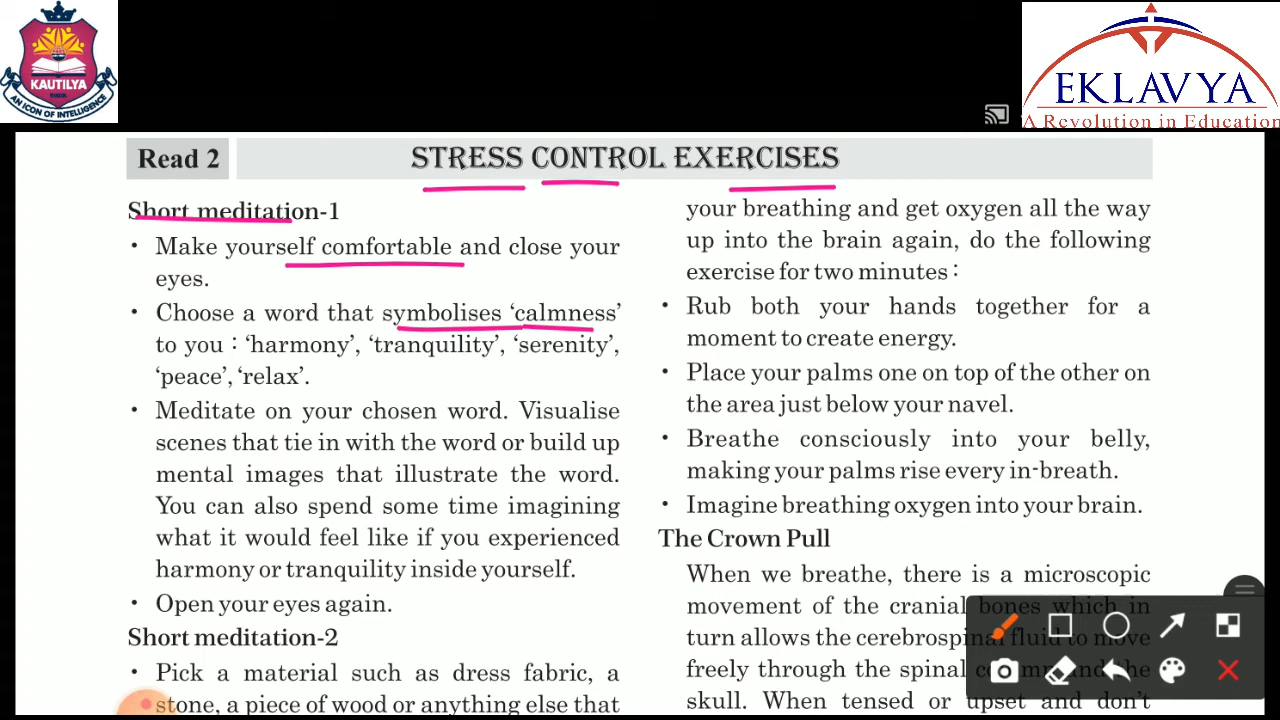 KAUTILYA
AN ICON OF INTELLIGENCE
EKLAVYA
A Revolution in Education
Read 2
STRESS CONTROL EXERCISES
Short meditation-1
• Make yourself comfortable and close your
eyes.
• Choose a word that symbolises ‘calmness’
to you : ‘harmony’, ‘tranquility’, ‘serenity’,
‘peace’, ‘relax’.
• Meditate on your chosen word. Visualise
scenes that tie in with the word or build up
mental images that illustrate the word.
You can also spend some time imagining
what it would feel like if you experienced
harmony or tranquility inside yourself.
• Open your eyes again.
Short meditation-2
• Pick a material such as dress fabric, a
stone, a piece of wood or anything else that
your breathing and get oxygen all the way
up into the brain again, do the following
exercise for two minutes :
• Rub both your hands together for a
moment to create energy.
• Place your palms one on top of the other on
the area just below your navel.
• Breathe consciously into your belly,
making your palms rise every in-breath.
• Imagine breathing oxygen into your brain.
The Crown Pull
When we breathe, there is a microscopic
movement of the cranial bones which in
turn allows the cerebrospinal fluid to move
freely through the spinal column and the
skull. When tensed or upset and don't